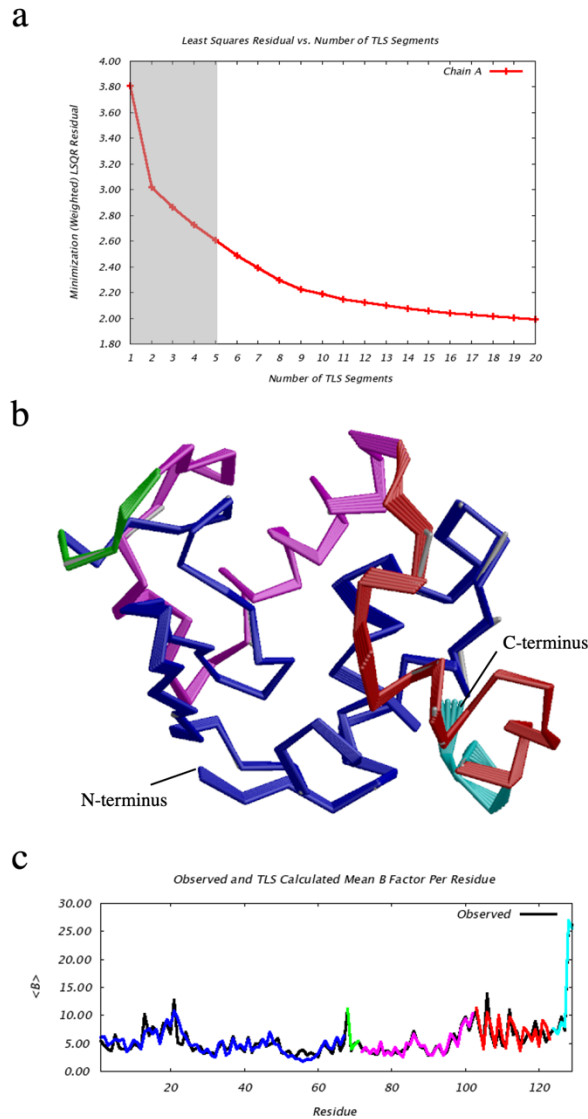 a
Least Squares Residual vs. Number of TLS Segments
Chain A
Minimization (Weighted) LSQR Residual
4.00
3.80
3.60
3.40
3.20
3.00
2.80
2.60
2.40
2.20
2.00
1.80
1 2 3 4 5 6 7 8 9 10 11 12 13 14 15 16 17 18 19 20
Number of TLS Segments
b
C-terminus
N-terminus
c
Observed and TLS Calculated Mean B Factor Per Residue
Observed
<B>
30.00
25.00
20.00
15.00
10.00
5.00
0.00
20 40 60 80 100 120
Residue